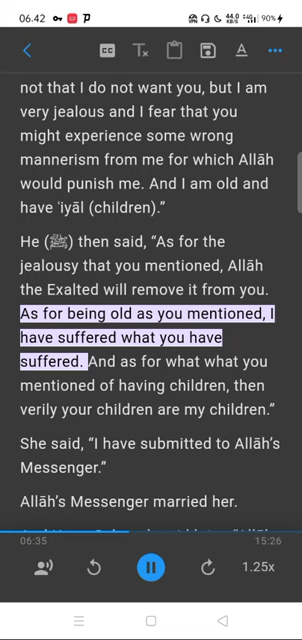 06.42
44.0
KB/S
90%
not that I do not want you, but I am
very jealous and I fear that you
might experience some wrong
mannerism from me for which Allāh
would punish me. And I am old and
have ʿiyāl (children).”
He (ﷺ) then said, “As for the
jealousy that you mentioned, Allāh
the Exalted will remove it from you.
As for being old as you mentioned, I
have suffered what you have
suffered. And as for what what you
mentioned of having children, then
verily your children are my children.”
She said, “I have submitted to Allāh’s
Messenger.”
Allāh’s Messenger married her.
06:35
15:26
1.25x